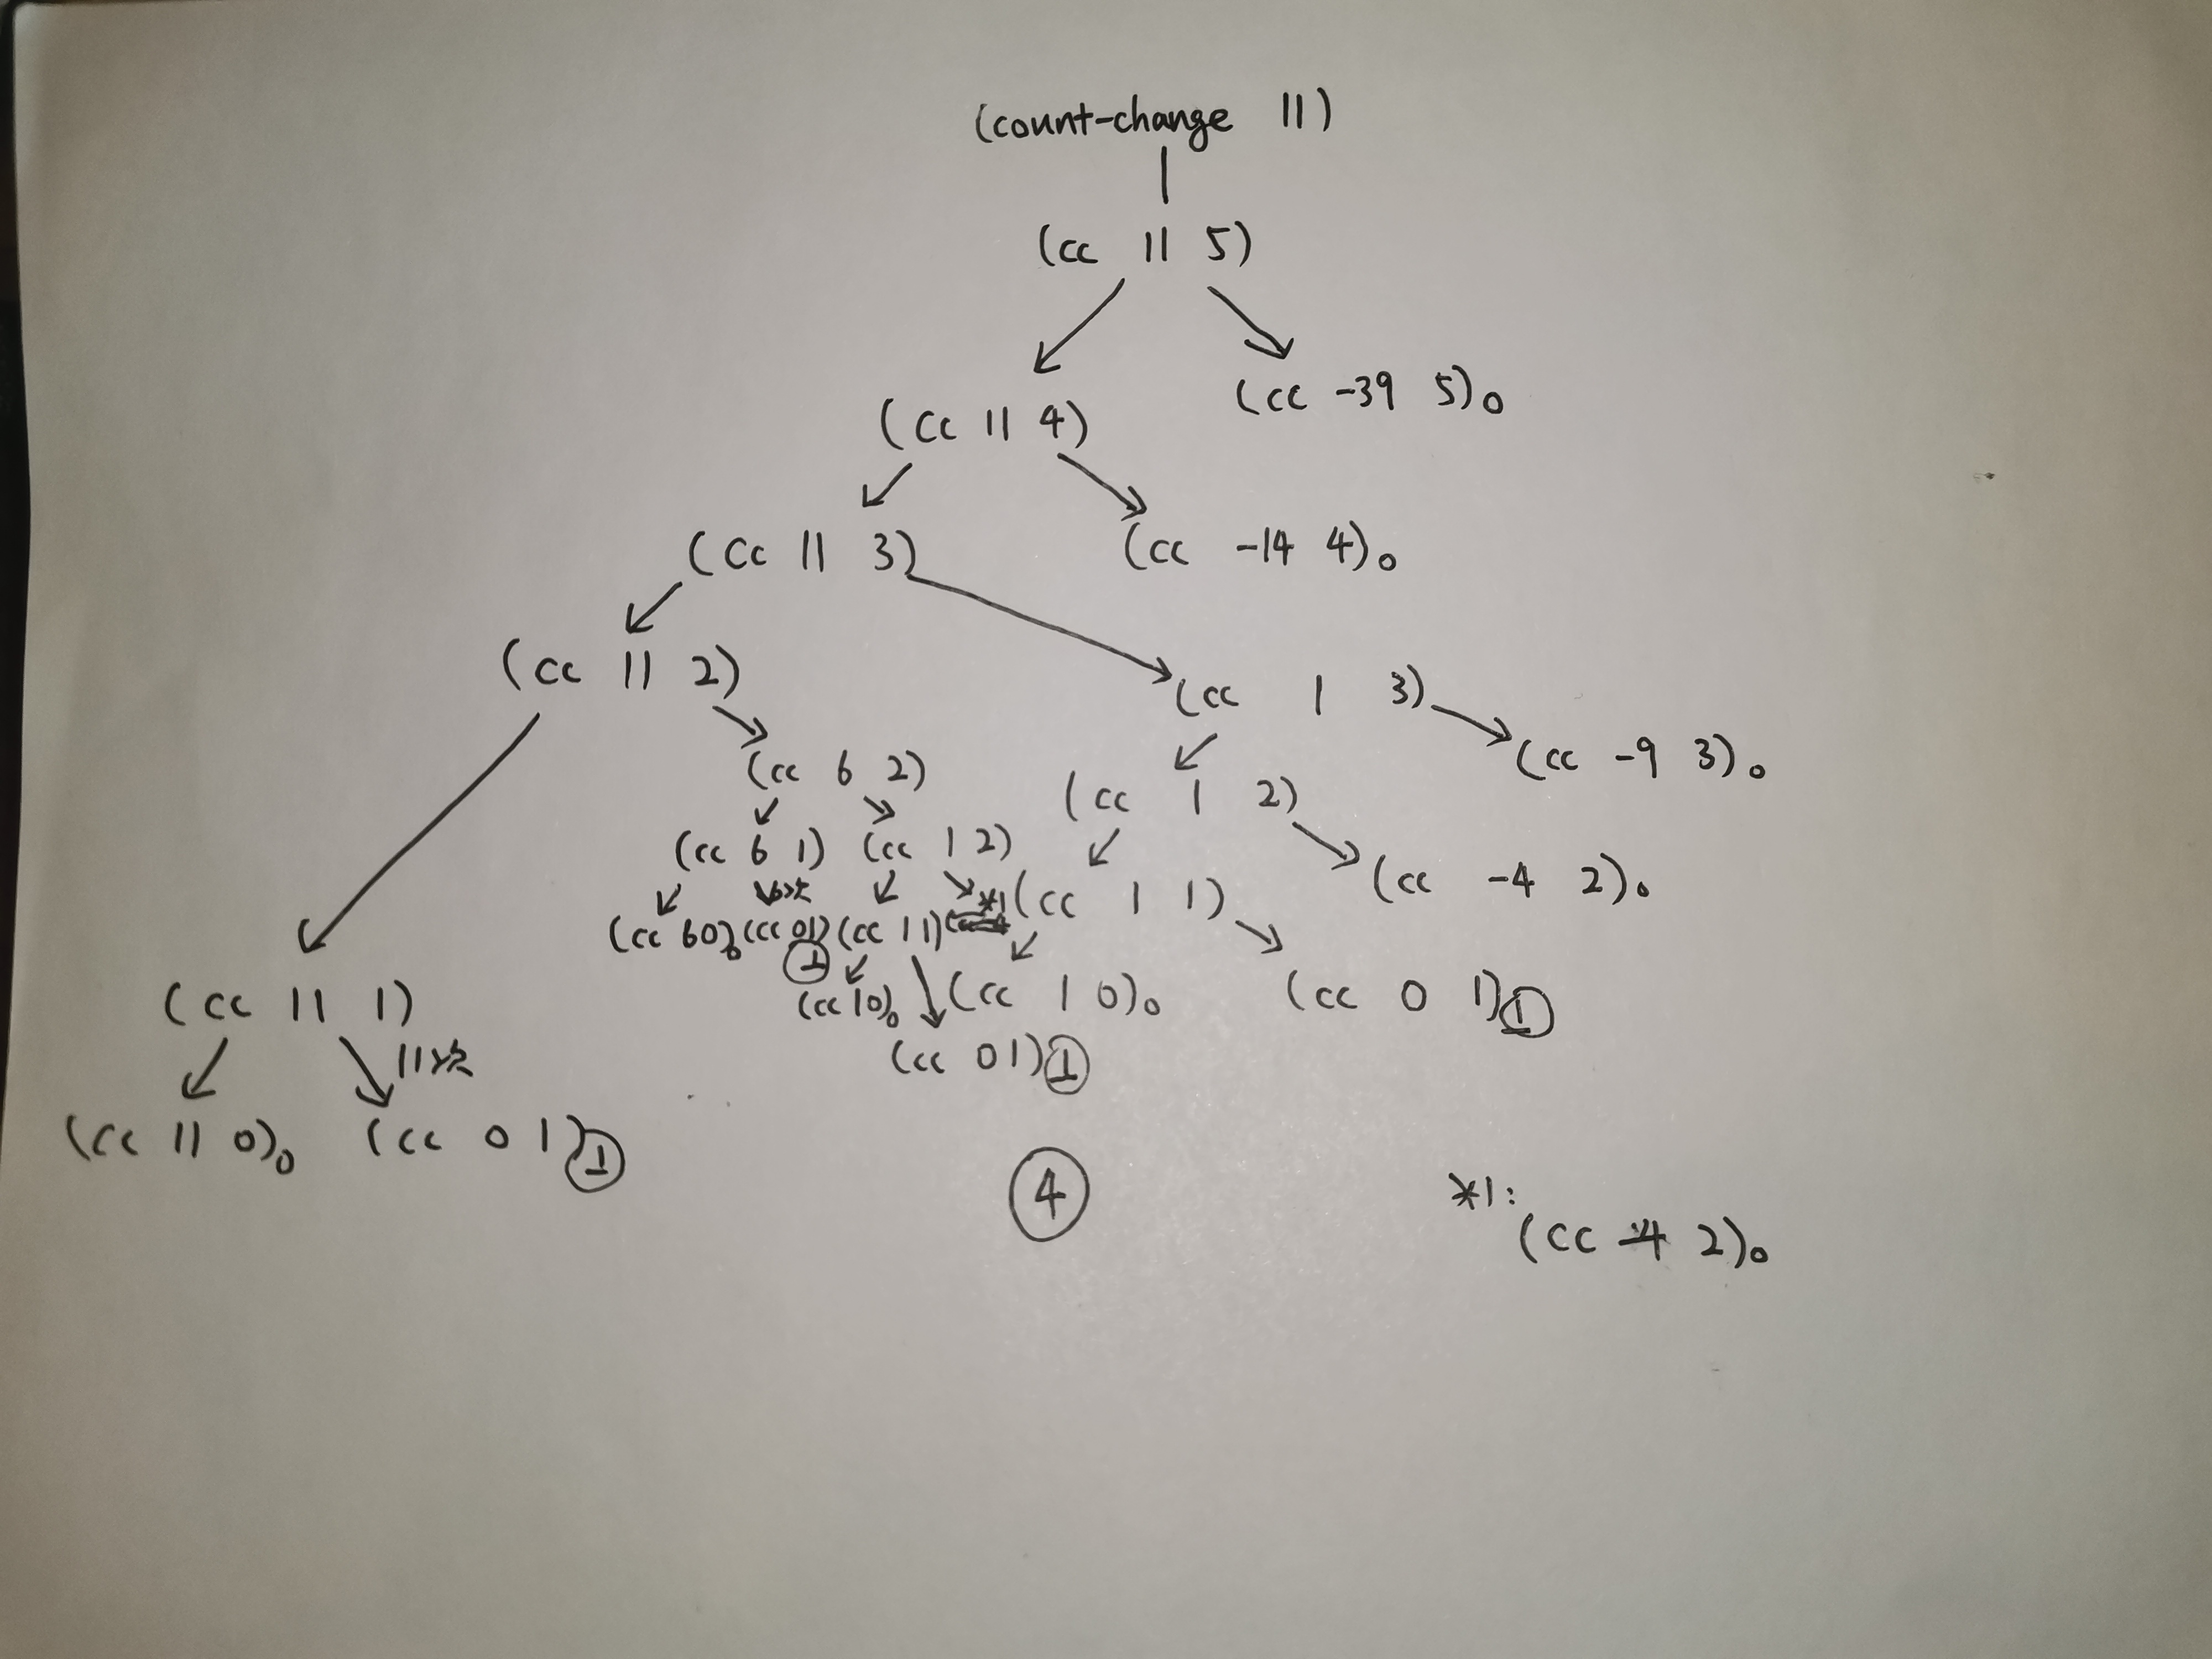 (count-change 11)
(cc 11 5)
(cc 11 4) (cc -39 5)0
(cc 11 3) (cc -14 4)0
(cc 11 2) (cc 1 3) (cc -9 3)0
(cc 6 2) (cc 1 2)
(cc 6 1) (cc 1 2) (cc -4 2)0
6次 *1 (cc 1 1)
(cc 6 0)0 (cc 0 1)1 (cc 1 1)
(cc 11 1) (cc 1 0)0 (cc 1 0)0 (cc 0 1)1
11次 (cc 0 1)1
(cc 11 0)0 (cc 0 1)1
4
*1:
(cc -4 2)0